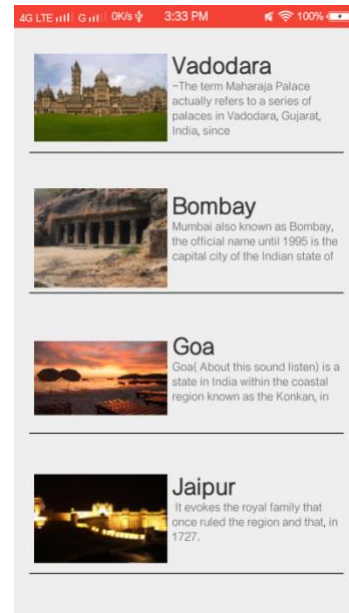 4G LTE G 0K/s 3:33 PM 100%
Vadodara
-The term Maharaja Palace
actually refers to a series of
palaces in Vadodara, Gujarat,
India, since
Bombay
Mumbai also known as Bombay,
the official name until 1995 is the
capital city of the Indian state of
Goa
Goa( About this sound listen) is a
state in India within the coastal
region known as the Konkan, in
Jaipur
It evokes the royal family that
once ruled the region and that, in
1727.